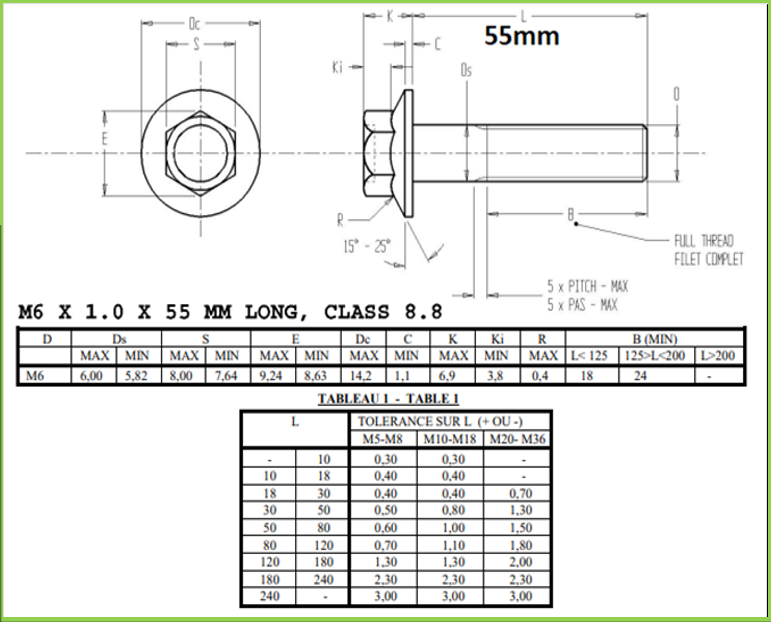 Dc
S
E
K
L
55mm
C
Ki
Ds
D
R
15° - 25°
B
FULL THREAD
FILET COMPLET
5 x PITCH - MAX
5 x PAS - MAX
M6 X 1.0 X 55 MM LONG, CLASS 8.8
D Ds S E Dc C K Ki R B (MIN)
MAX MIN MAX MIN MAX MIN MAX MIN MAX MIN MAX L< 125 125>L<200 L>200
M6 6,00 5,82 8,00 7,64 9,24 8,63 14,2 1,1 6,9 3,8 0,4 18 24 -
TABLEAU 1 - TABLE 1
L TOLERANCE SUR L (+ OU -)
M5-M8 M10-M18 M20- M36
- 10 0,30 0,30 -
10 18 0,40 0,40 -
18 30 0,40 0,40 0,70
30 50 0,50 0,80 1,30
50 80 0,60 1,00 1,50
80 120 0,70 1,10 1,80
120 180 1,30 1,30 2,00
180 240 2,30 2,30 2,30
240 - 3,00 3,00 3,00